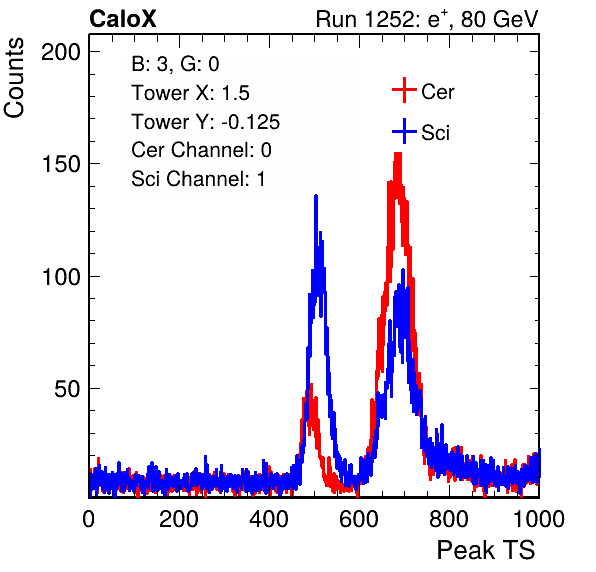 CaloX Run 1252: e⁺, 80 GeV
Counts
200
150
100
50
B: 3, G: 0
Tower X: 1.5
Tower Y: -0.125
Cer Channel: 0
Sci Channel: 1
Cer
Sci
0 200 400 600 800 1000
Peak TS